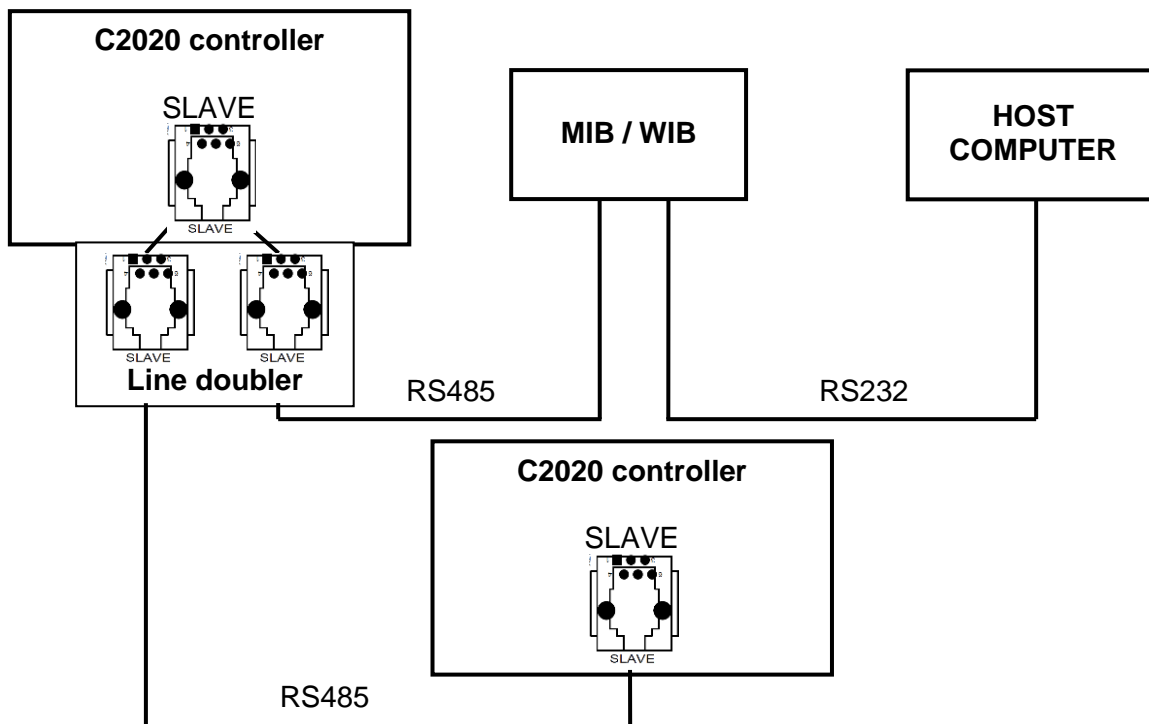 C2020 controller
SLAVE
SLAVE
MIB / WIB
HOST
COMPUTER
SLAVE
SLAVE
Line doubler
RS485
RS232
C2020 controller
SLAVE
SLAVE
RS485